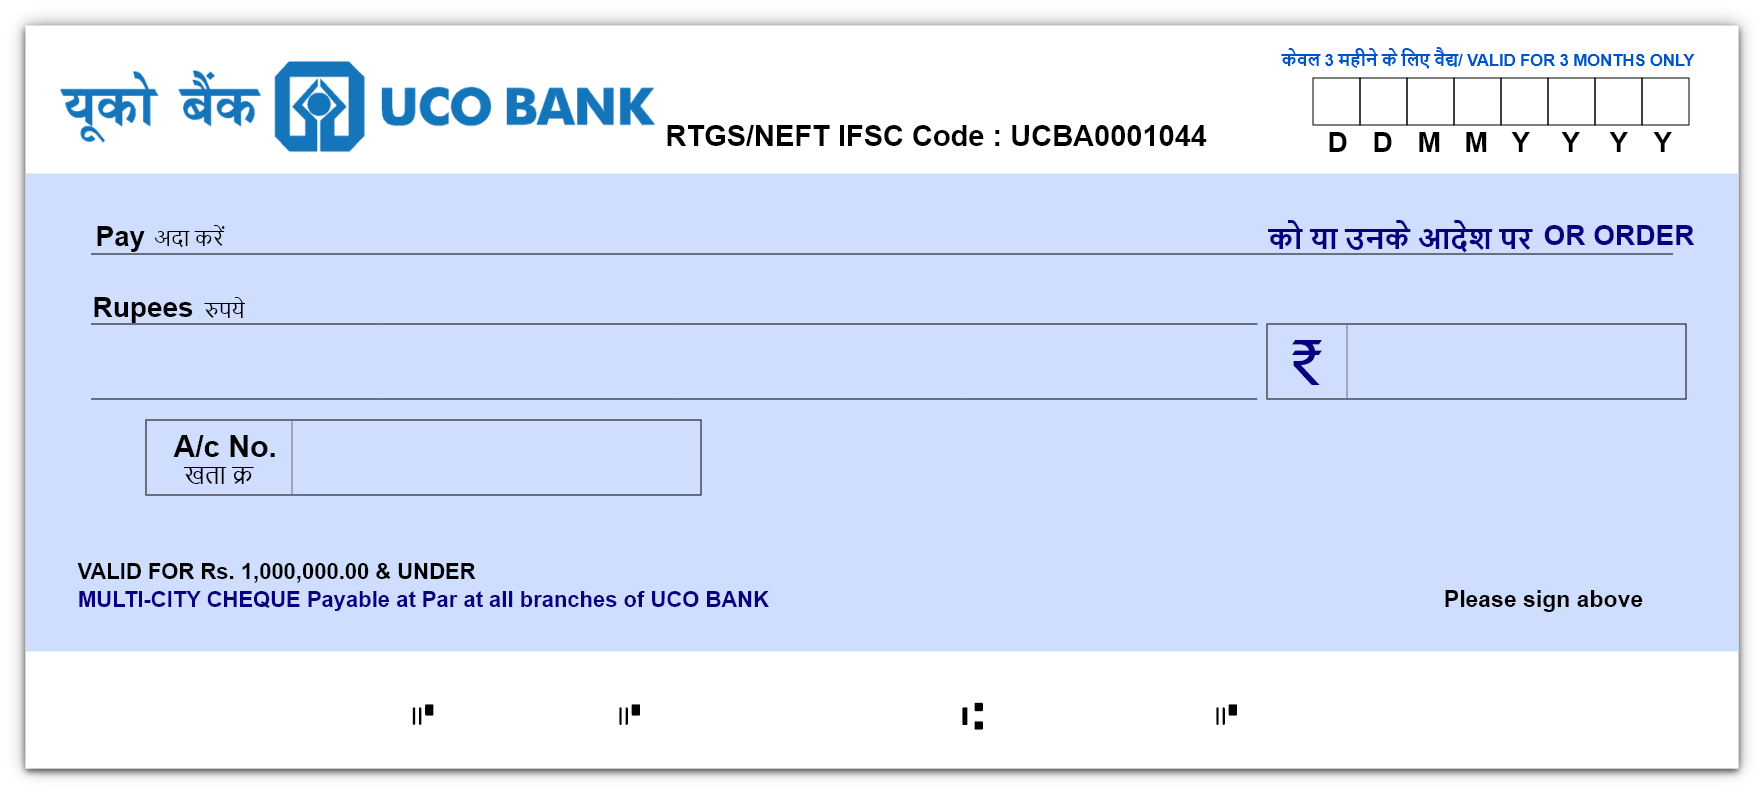 यूको बैंक UCO BANK
RTGS/NEFT IFSC Code : UCBA0001044
केवल 3 महीने के लिए वैद्य/ VALID FOR 3 MONTHS ONLY
D D M M Y Y Y Y
Pay अदा करें को या उनके आदेश पर OR ORDER
Rupees रुपये
₹
A/c No.
खता क्र
VALID FOR Rs. 1,000,000.00 & UNDER
MULTI-CITY CHEQUE Payable at Par at all branches of UCO BANK
Please sign above
⑈ ⑈ ⑆ ⑈